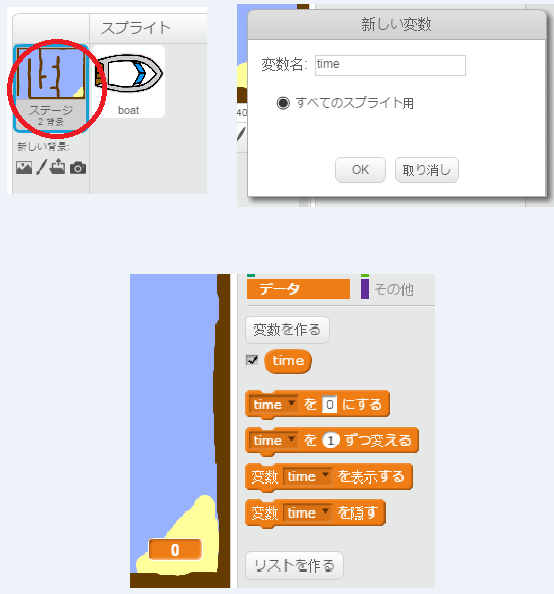 スプライト
ステージ
2 背景
boat
新しい背景:
新しい変数
変数名: time
すべてのスプライト用
40
OK 取り消し
データ その他
変数を作る
time
time を 0 にする
time を 1 ずつ変える
変数 time を表示する
変数 time を隠す
リストを作る
0